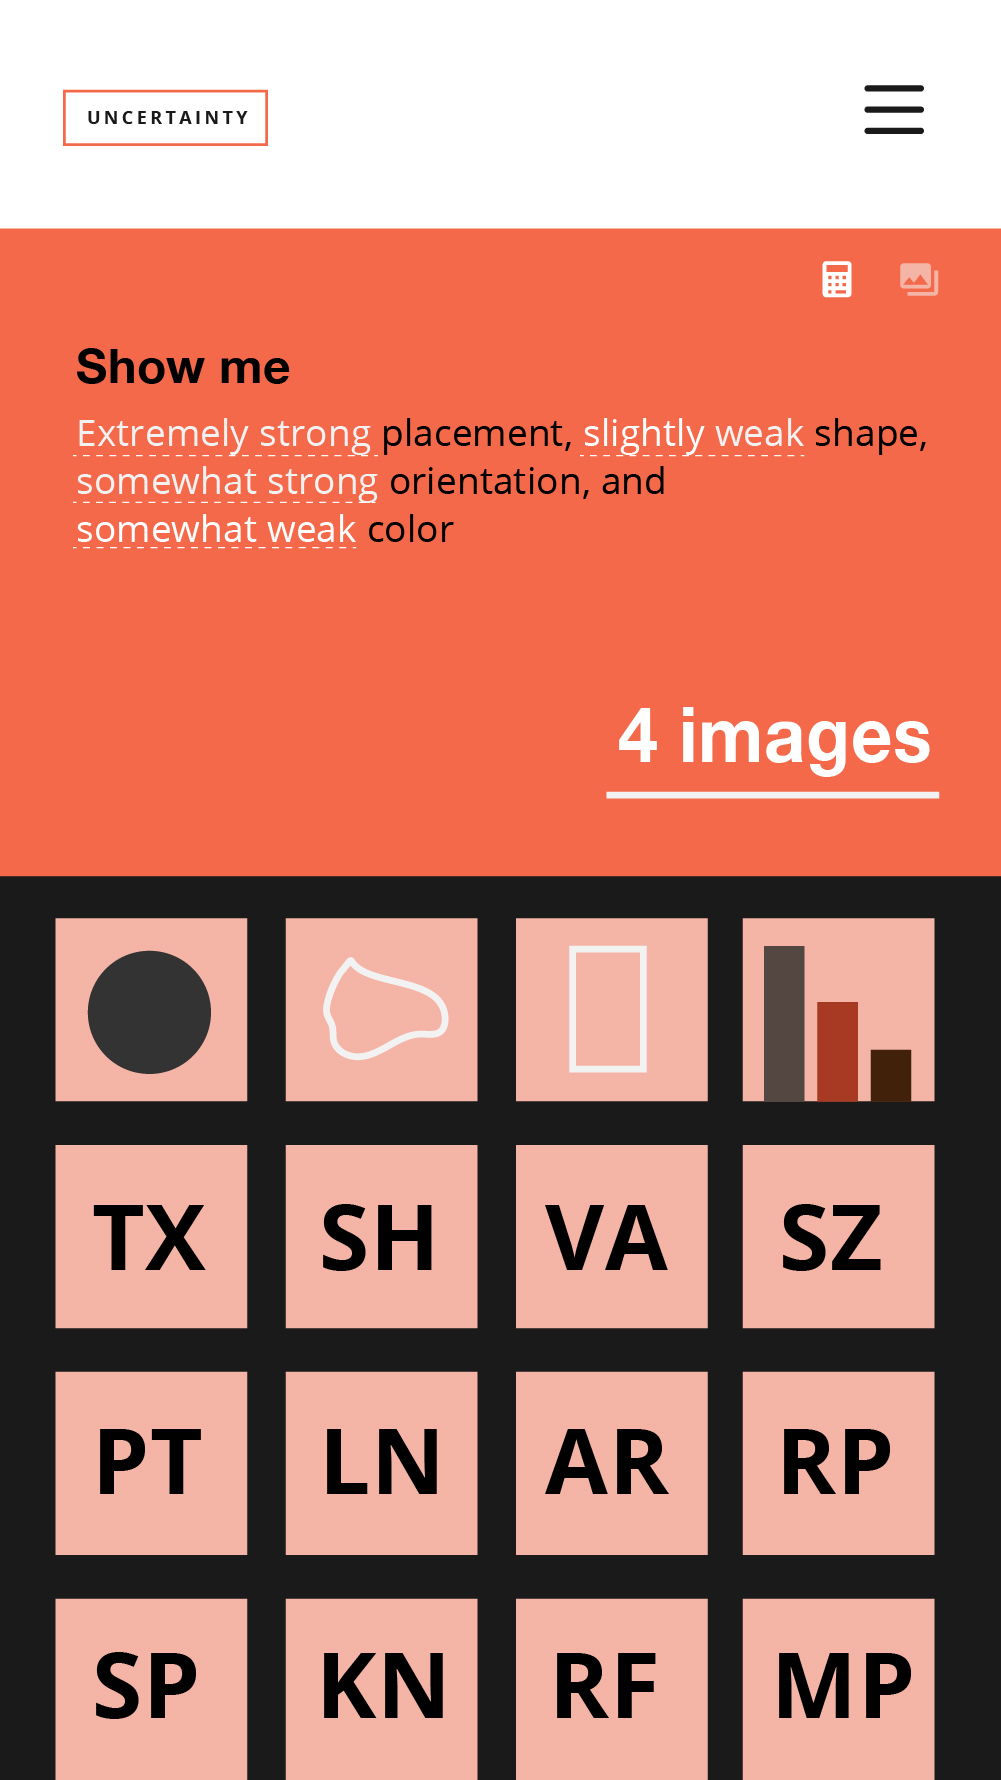 UNCERTAINTY
Show me
Extremely strong placement, slightly weak shape,
somewhat strong orientation, and
somewhat weak color
4 images
TX SH VA SZ
PT LN AR RP
SP KN RF MP